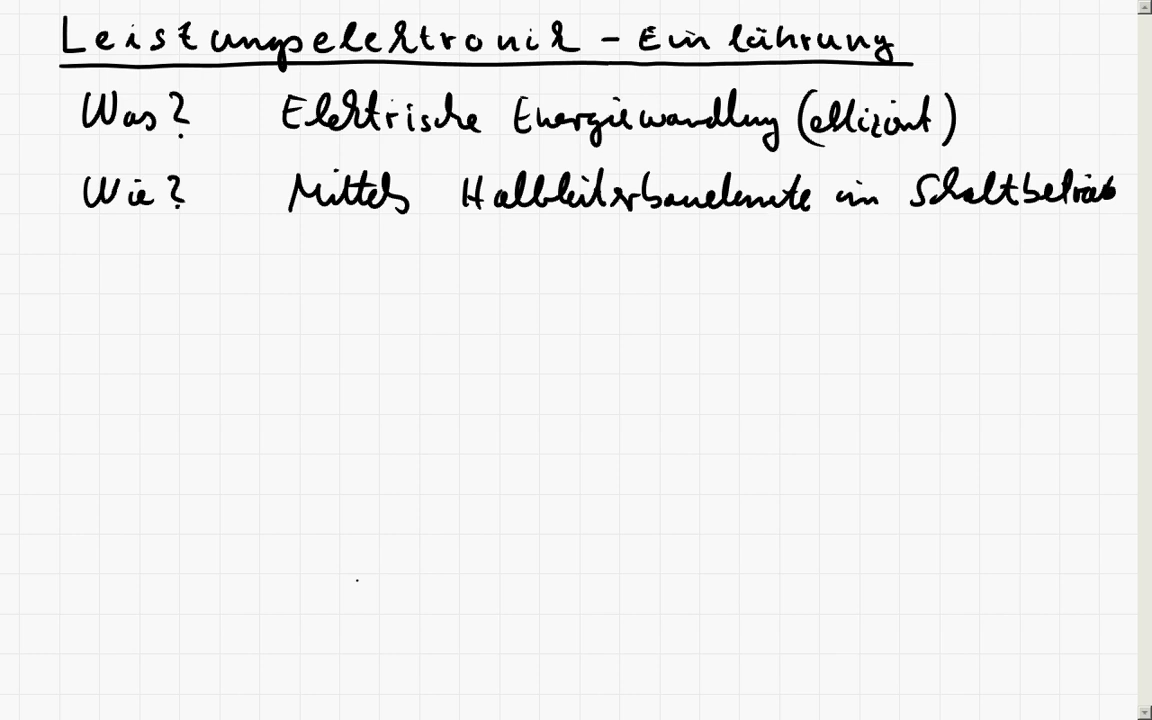 Leistungselektronik - Einführung
Was? Elektrische Energiewandlung (effizient)
Wie? Mittels Halbleiterbauelemente im Schaltbetrieb